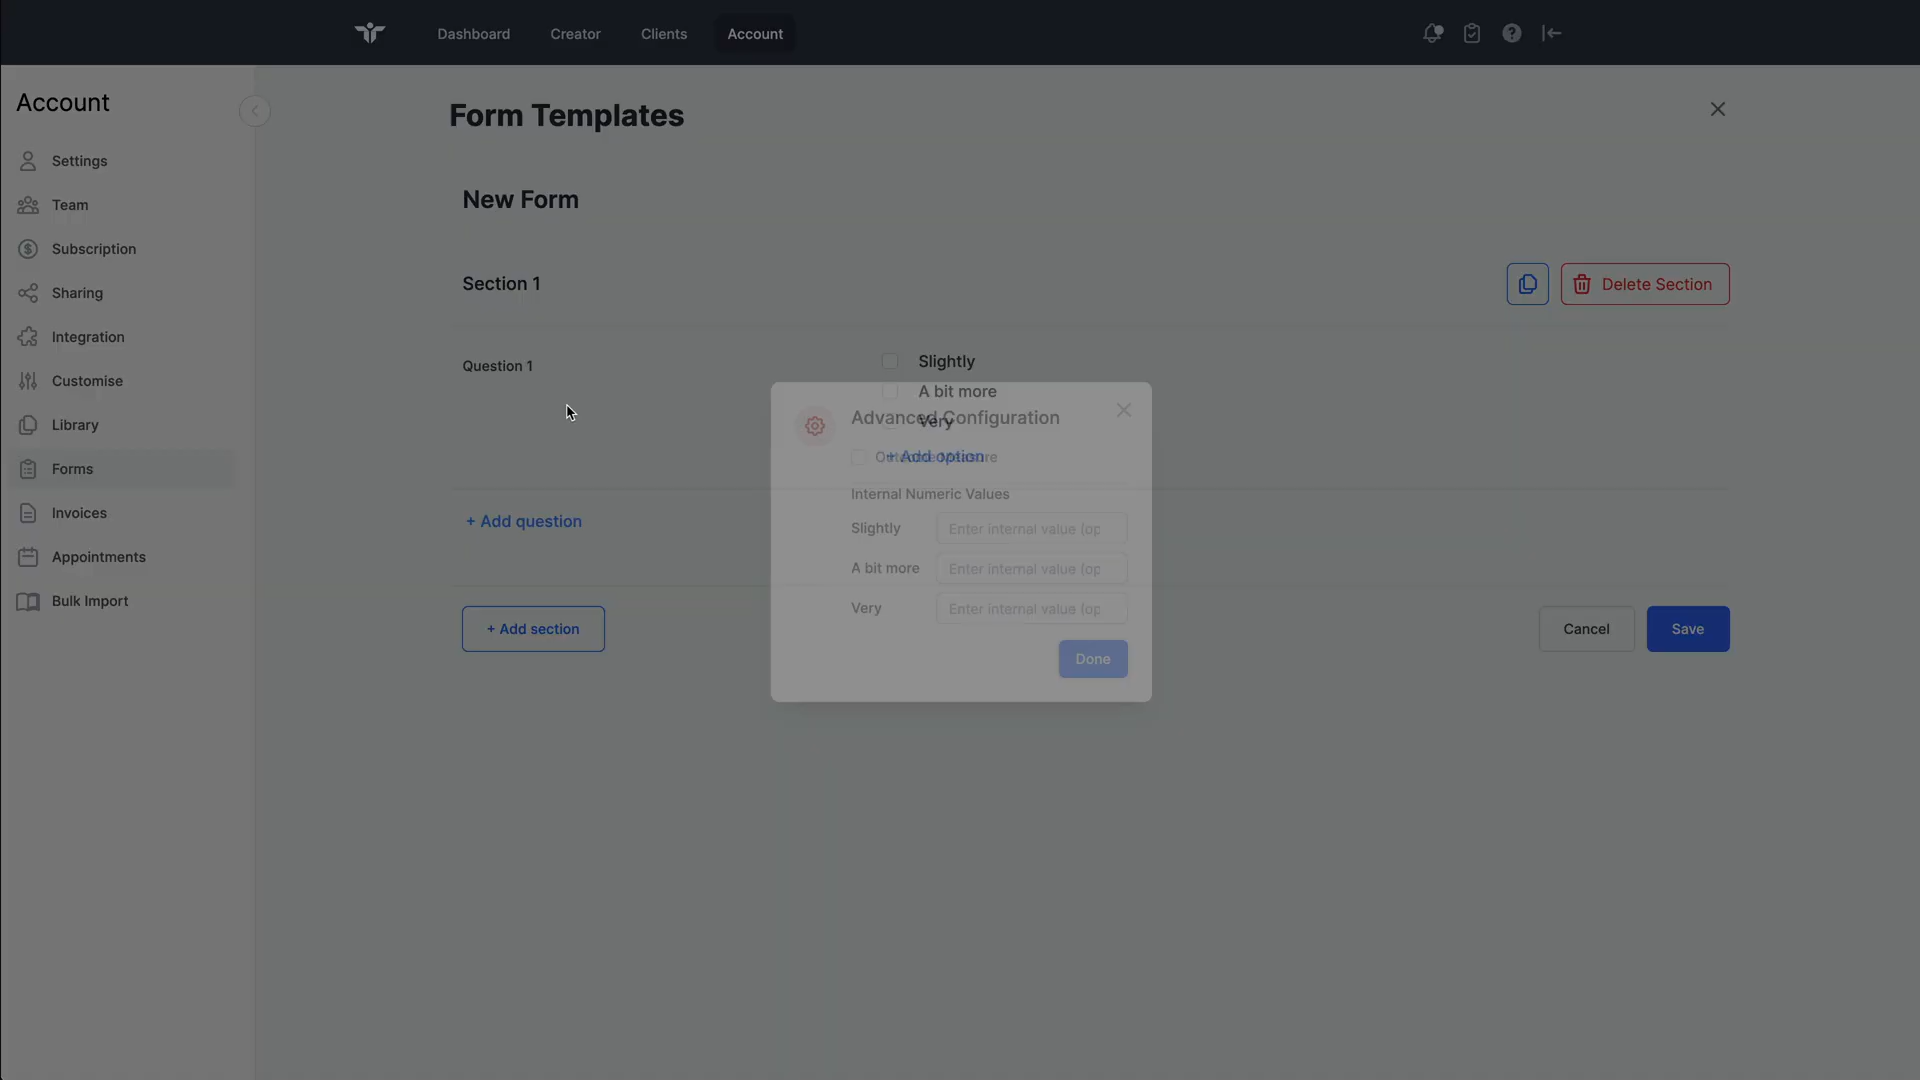 Dashboard
Creator
Clients
Account
Account
Settings
Team
Subscription
Sharing
Integration
Customise
Library
Forms
Invoices
Appointments
Bulk Import
Form Templates
New Form
Section 1
Delete Section
Question 1
Slightly
A bit more
Very
+ Add option
+ Add question
+ Add section
Cancel
Save
Advanced Configuration
Outcome Measure
Internal Numeric Values
Slightly
Enter internal value (op
A bit more
Enter internal value (op
Very
Enter internal value (op
Done